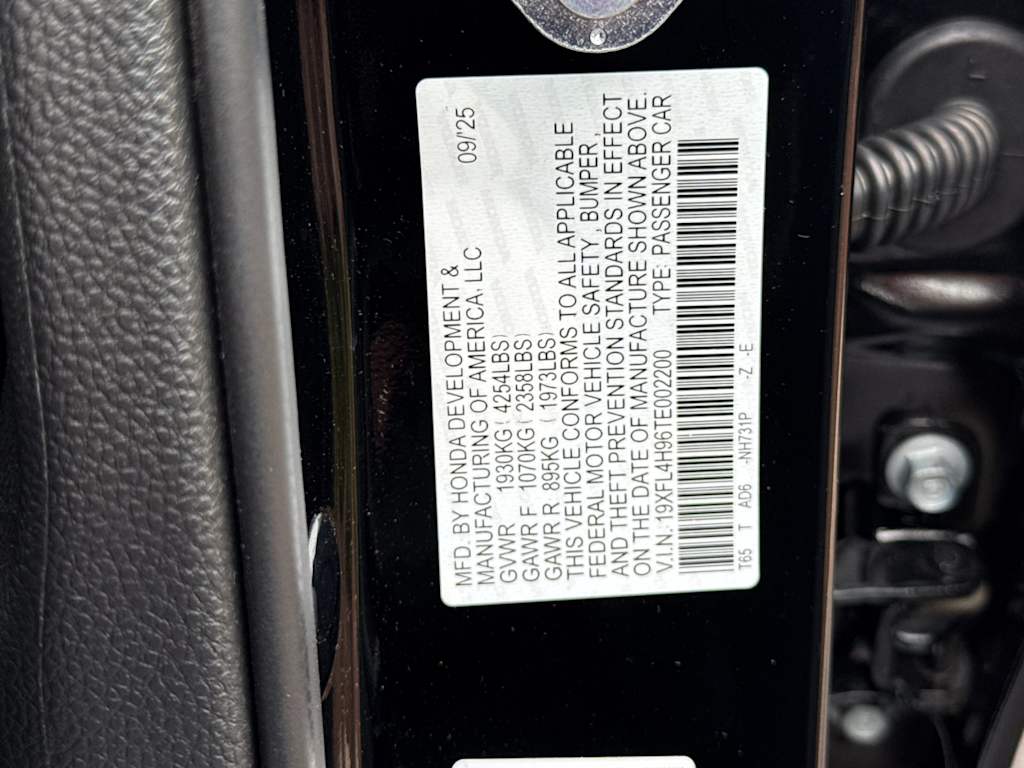 MFD. BY HONDA DEVELOPMENT &
MANUFACTURING OF AMERICA, LLC 09/'25
GVWR 1930KG ( 4254LBS)
GAWR F 1070KG ( 2358LBS)
GAWR R 895KG ( 1973LBS)
THIS VEHICLE CONFORMS TO ALL APPLICABLE
FEDERAL MOTOR VEHICLE SAFETY , BUMPER,
AND THEFT PREVENTION STANDARDS IN EFFECT
ON THE DATE OF MANUFACTURE SHOWN ABOVE.
V.I.N.:19XFL4H96TE002200 TYPE: PASSENGER CAR
T65 T AD6 -NH731P -Z -E